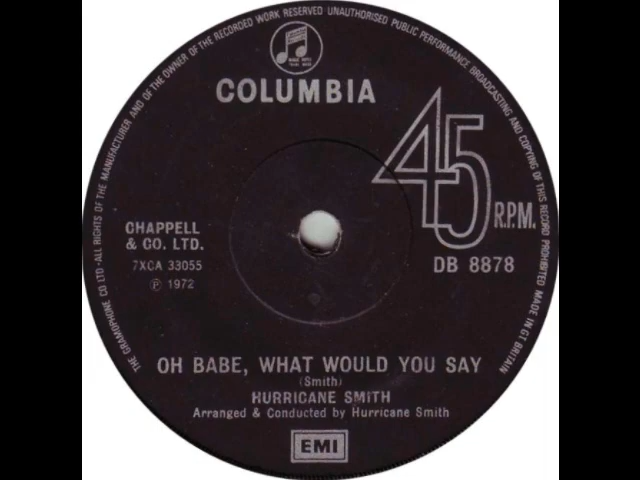 THE GRAMOPHONE CO LTD-ALL RIGHTS OF THE MANUFACTURER AND OF THE OWNER OF THE RECORDED WORK RESERVED UNAUTHORISED PUBLIC PERFORMANCE BROADCASTING AND COPYING OF THIS RECORD PROHIBITED MADE IN GT BRITAIN
COLUMBIA
45 R.P.M.
CHAPPELL
& CO. LTD.
7XCA 33055
Ⓟ 1972
DB 8878
OH BABE, WHAT WOULD YOU SAY
(Smith)
HURRICANE SMITH
Arranged & Conducted by Hurricane Smith
EMI